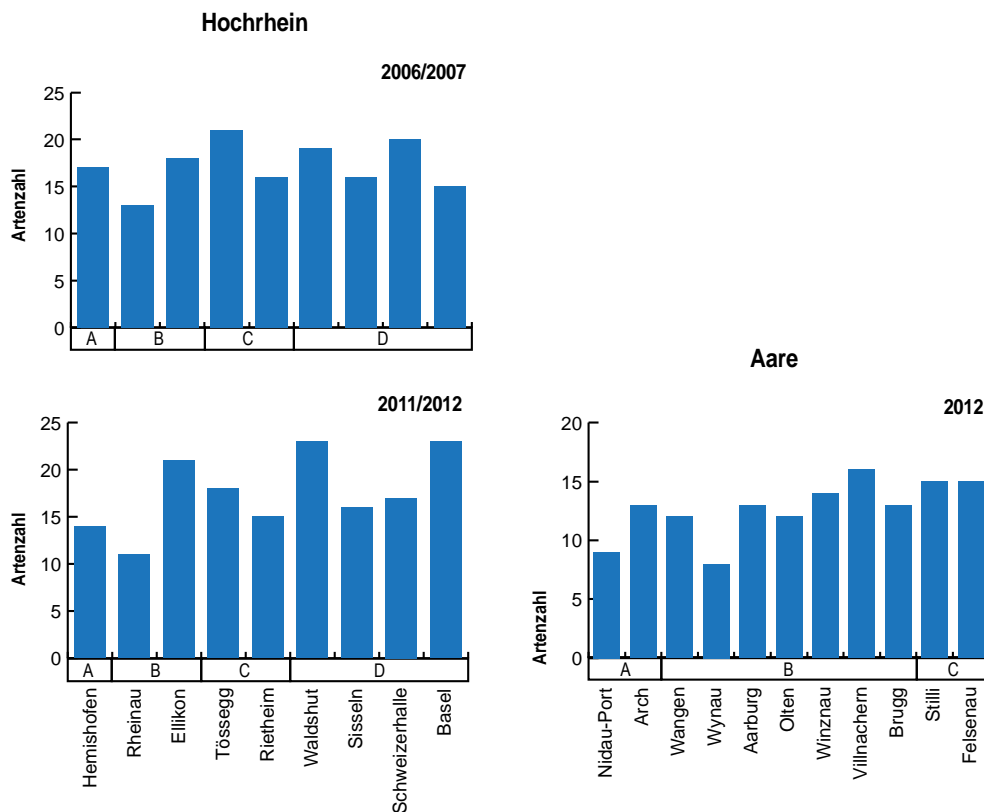 Hochrhein
2006/2007
25
20
15
10
5
0
Artenzahl
A B C D
2011/2012
25
20
15
10
5
0
Artenzahl
A B C D
Hemishofen
Rheinau
Ellikon
Tössegg
Rietheim
Waldshut
Sisseln
Schweizerhalle
Basel
Aare
2012
20
15
10
5
0
Artenzahl
A B C
Nidau-Port
Arch
Wangen
Wynau
Aarburg
Olten
Winznau
Villnachern
Brugg
Stilli
Felsenau